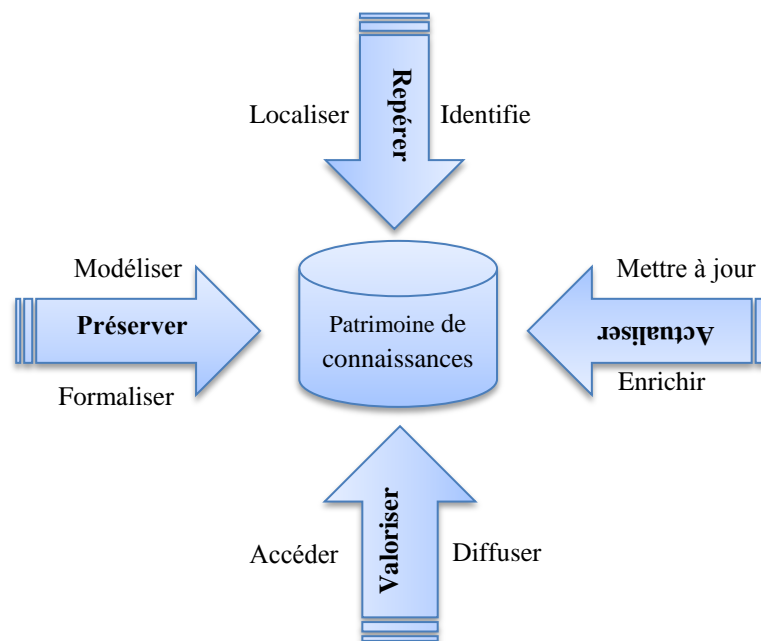 Repérer
Localiser
Identifie
Modéliser
Préserver
Formaliser
Patrimoine de
connaissances
Mettre à jour
Actualiser
Enrichir
Valoriser
Accéder
Diffuser